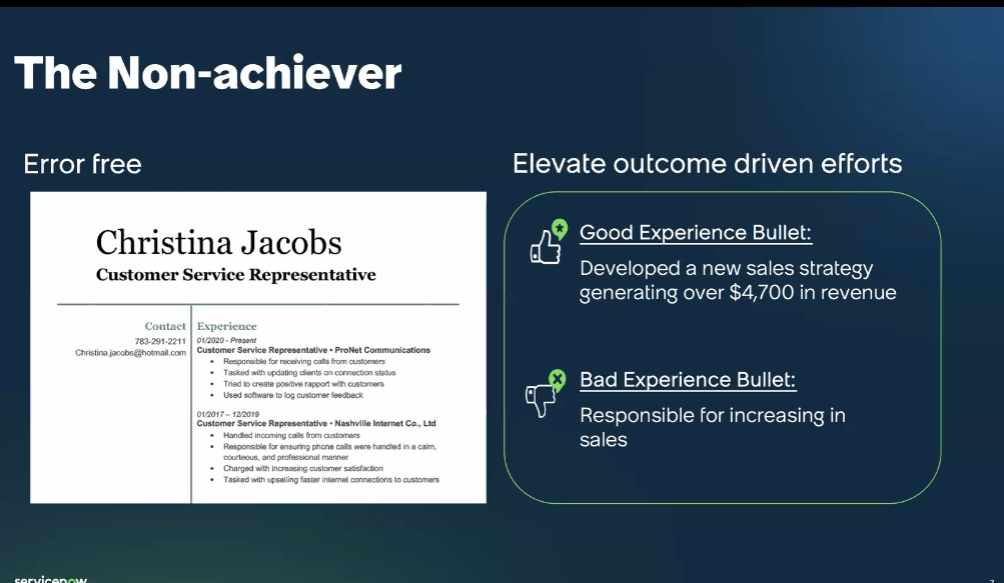 The Non-achiever
Error free
Christina Jacobs
Customer Service Representative
Contact
783-291-2211
Christina.jacobs@hotmail.com
Experience
01/2020 - Present
Customer Service Representative • ProNet Communications
• Responsible for receiving calls from customers
• Tasked with updating clients on connection status
• Tried to create positive rapport with customers
• Used software to log customer feedback
01/2017 – 12/2019
Customer Service Representative • Nashville Internet Co., Ltd
• Handled incoming calls from customers
• Responsible for ensuring phone calls were handled in a calm,
courteous, and professional manner
• Charged with increasing customer satisfaction
• Tasked with upselling faster internet connections to customers
Elevate outcome driven efforts
Good Experience Bullet:
Developed a new sales strategy
generating over $4,700 in revenue
Bad Experience Bullet:
Responsible for increasing in
sales
servicenow